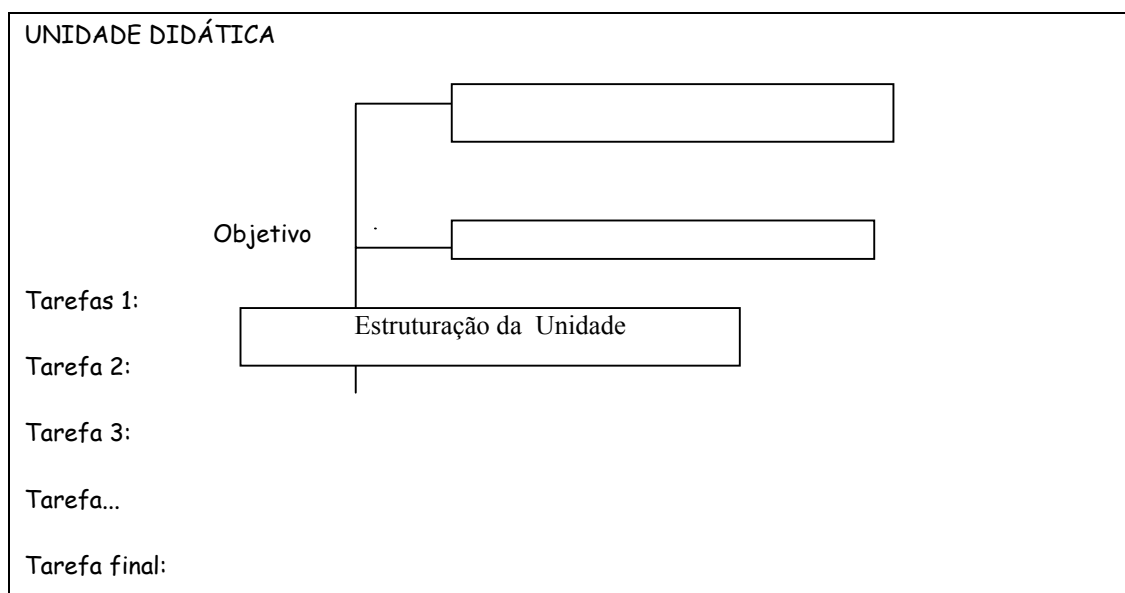 UNIDADE DIDÁTICA
Objetivo
Tarefas 1:
Estruturação da Unidade
Tarefa 2:
Tarefa 3:
Tarefa...
Tarefa final: